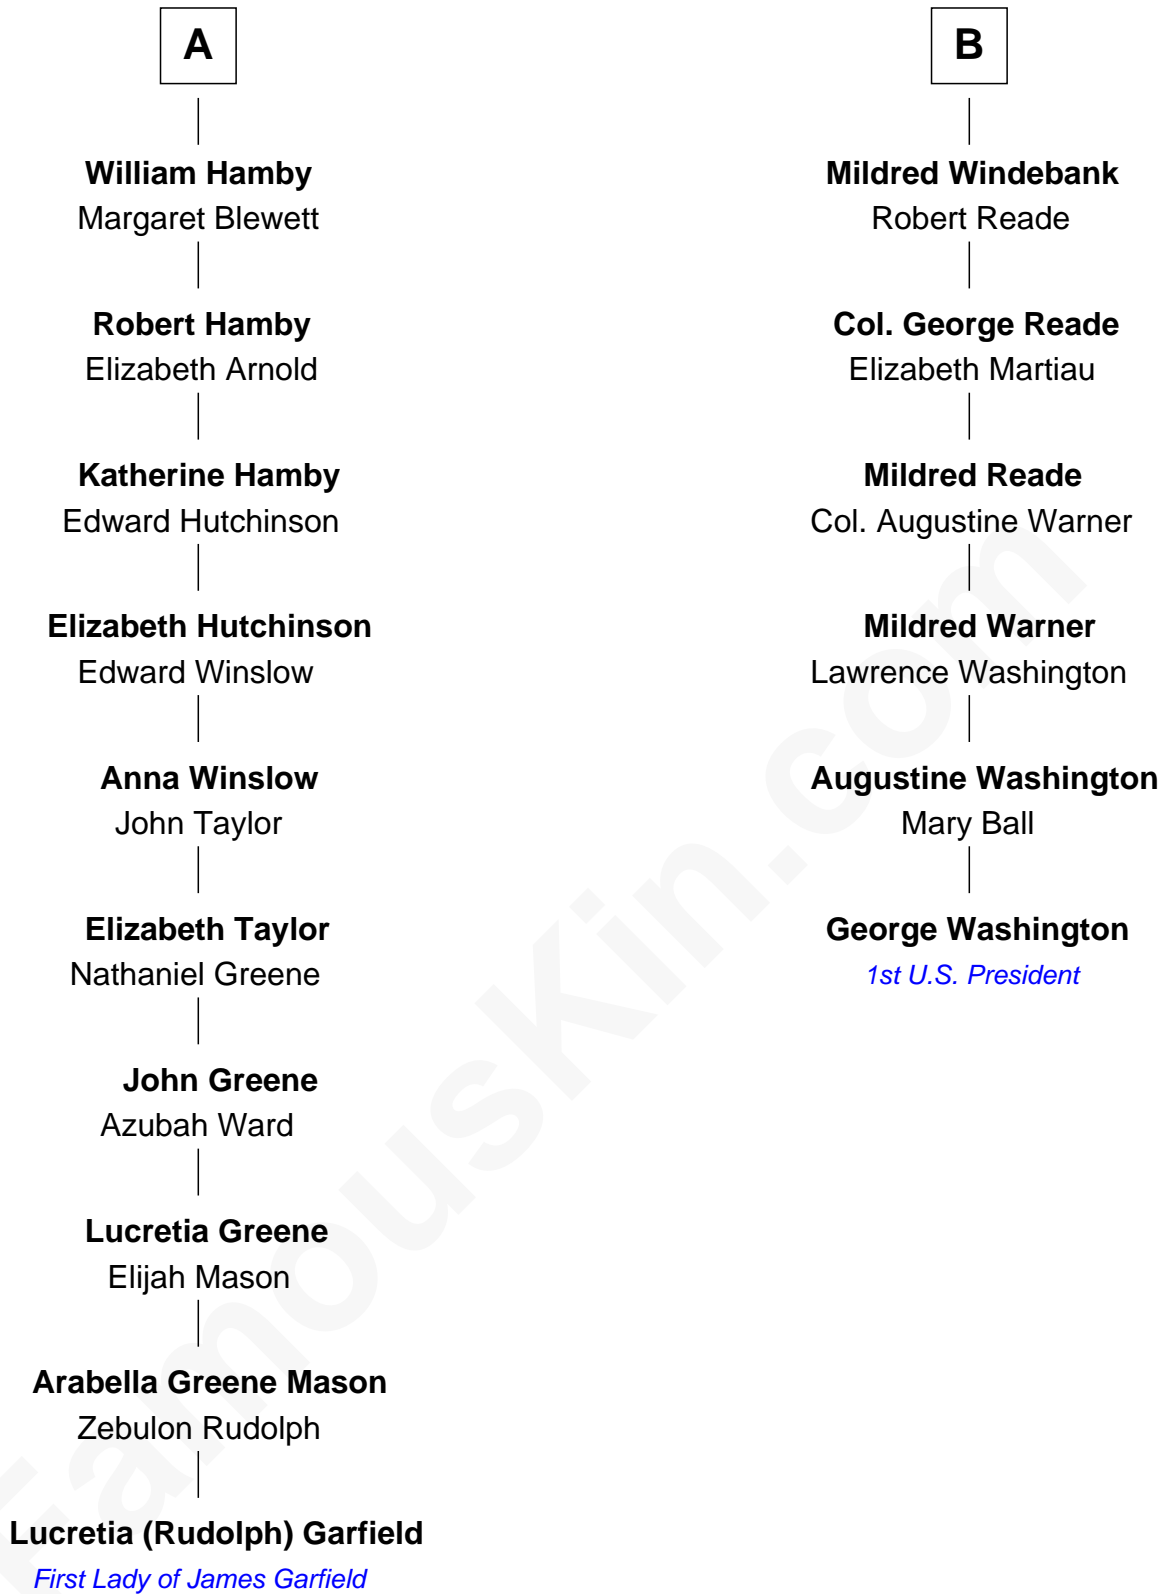 A
William Hamby
Margaret Blewett
Robert Hamby
Elizabeth Arnold
Katherine Hamby
Edward Hutchinson
Elizabeth Hutchinson
Edward Winslow
Anna Winslow
John Taylor
Elizabeth Taylor
Nathaniel Greene
John Greene
Azubah Ward
Lucretia Greene
Elijah Mason
Arabella Greene Mason
Zebulon Rudolph
Lucretia (Rudolph) Garfield
First Lady of James Garfield
B
Mildred Windebank
Robert Reade
Col. George Reade
Elizabeth Martiau
Mildred Reade
Col. Augustine Warner
Mildred Warner
Lawrence Washington
Augustine Washington
Mary Ball
George Washington
1st U.S. President
FamousKin.com